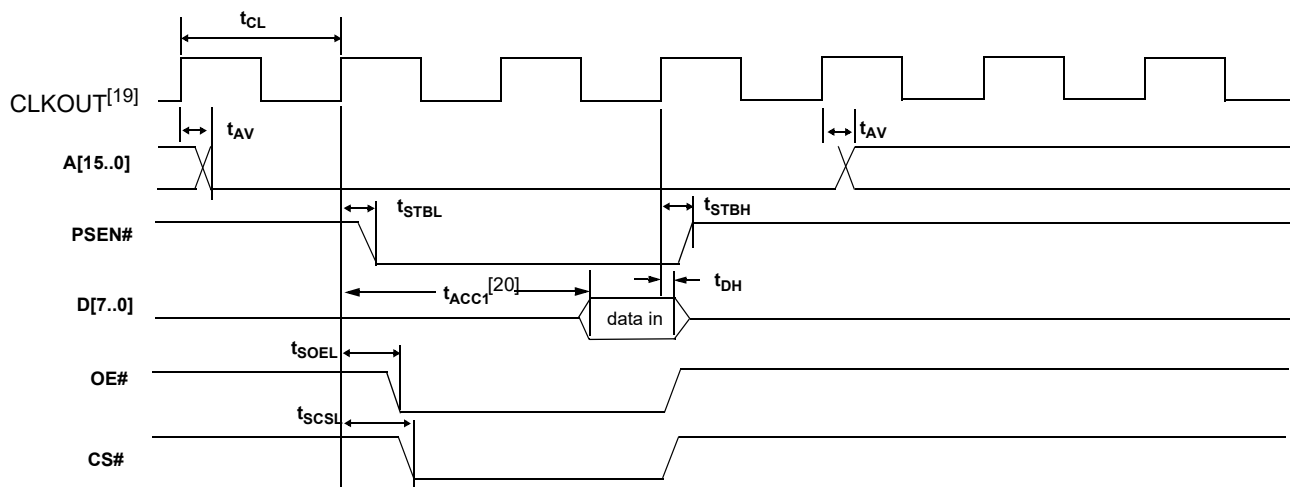 tCL
CLKOUT[19]
tAV
tAV
A[15..0]
tSTBL
tSTBH
PSEN#
tACC1[20]
tDH
D[7..0]
data in
tSOEL
OE#
tSCSL
CS#